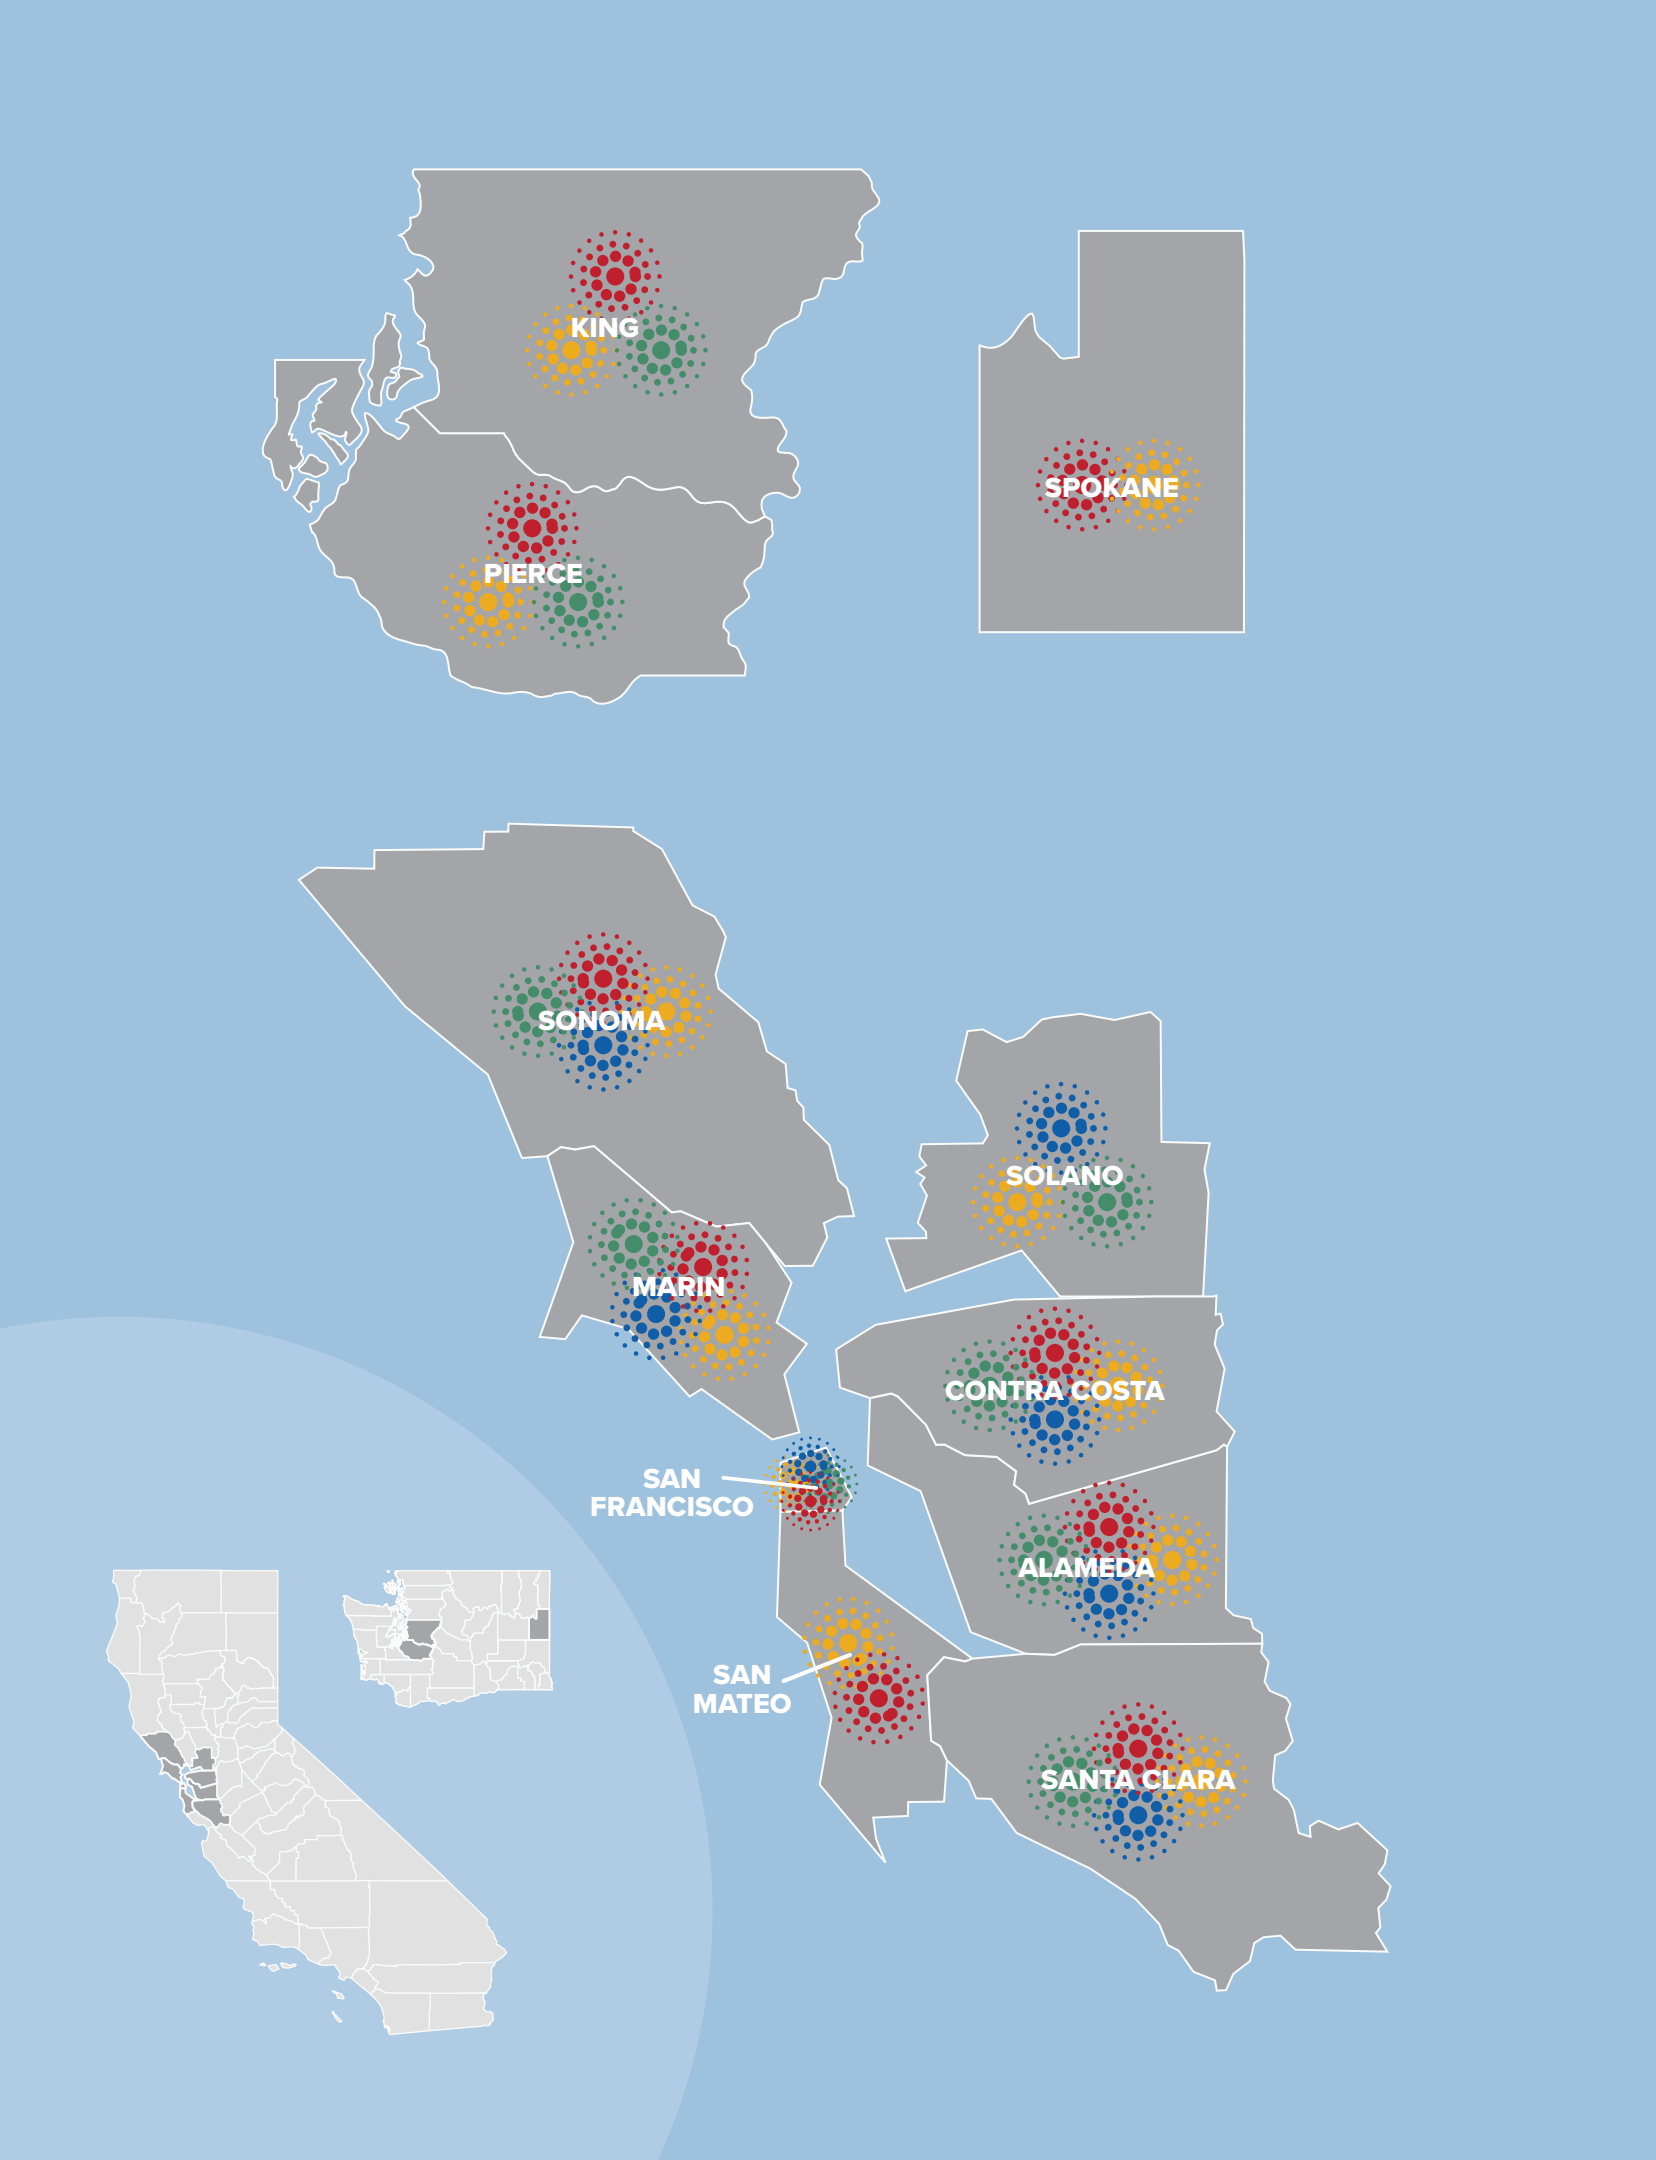 KING
SPOKANE
PIERCE
SONOMA
SOLANO
MARIN
CONTRA COSTA
SAN
FRANCISCO
ALAMEDA
SAN
MATEO
SANTA CLARA